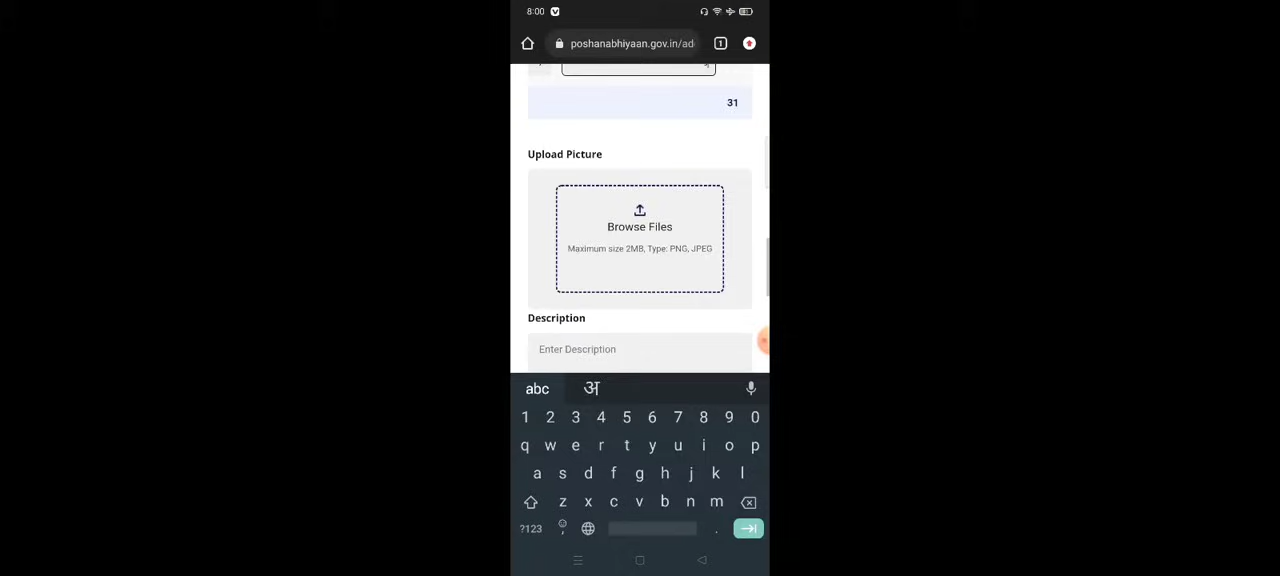 8:00
poshanabhiyaan.gov.in/ad
1
31
Upload Picture
Browse Files
Maximum size 2MB, Type: PNG, JPEG
Description
Enter Description
abc अ
1 2 3 4 5 6 7 8 9 0
q w e r t y u i o p
a s d f g h j k l
z x c v b n m
?123 , .